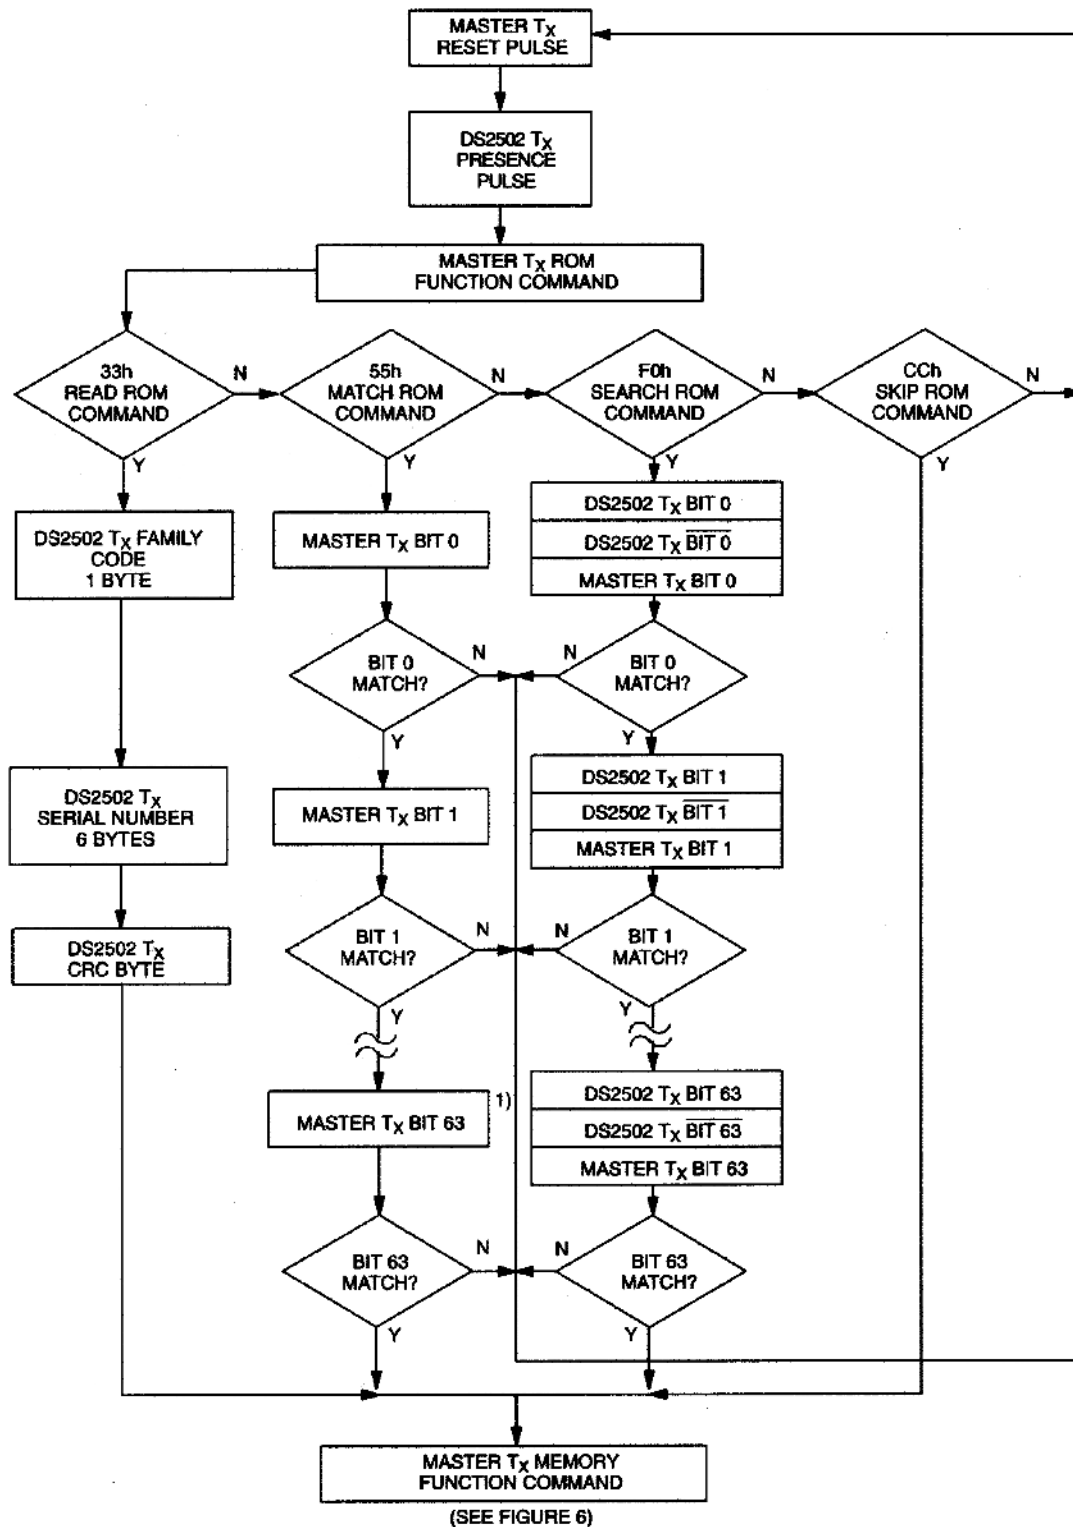 MASTER TX
RESET PULSE
DS2502 TX
PRESENCE
PULSE
MASTER TX ROM
FUNCTION COMMAND
33h
READ ROM
COMMAND
N
Y
55h
MATCH ROM
COMMAND
N
Y
F0h
SEARCH ROM
COMMAND
N
Y
CCh
SKIP ROM
COMMAND
N
Y
DS2502 TX FAMILY
CODE
1 BYTE
DS2502 TX
SERIAL NUMBER
6 BYTES
DS2502 TX
CRC BYTE
MASTER TX BIT 0
BIT 0
MATCH?
N
Y
MASTER TX BIT 1
BIT 1
MATCH?
N
Y
MASTER TX BIT 63
1)
BIT 63
MATCH?
N
Y
DS2502 TX BIT 0
DS2502 TX B̅I̅T̅ ̅0̅
MASTER TX BIT 0
N
BIT 0
MATCH?
Y
DS2502 TX BIT 1
DS2502 TX B̅I̅T̅ ̅1̅
MASTER TX BIT 1
N
BIT 1
MATCH?
Y
DS2502 TX BIT 63
DS2502 TX B̅I̅T̅ ̅6̅3̅
MASTER TX BIT 63
N
BIT 63
MATCH?
Y
MASTER TX MEMORY
FUNCTION COMMAND
(SEE FIGURE 6)